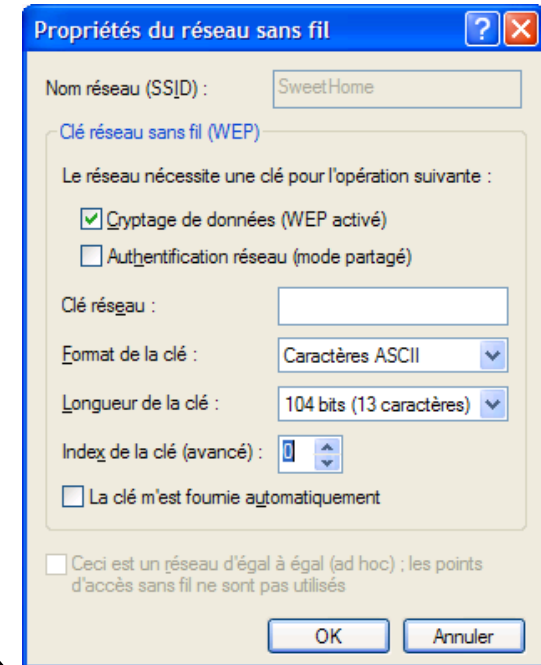 Propriétés du réseau sans fil
Nom réseau (SSID) : SweetHome
Clé réseau sans fil (WEP)
Le réseau nécessite une clé pour l'opération suivante :
Cryptage de données (WEP activé)
Authentification réseau (mode partagé)
Clé réseau :
Format de la clé : Caractères ASCII
Longueur de la clé : 104 bits (13 caractères)
Index de la clé (avancé) : 0
La clé m'est fournie automatiquement
Ceci est un réseau d'égal à égal (ad hoc) ; les points
d'accès sans fil ne sont pas utilisés
OK Annuler